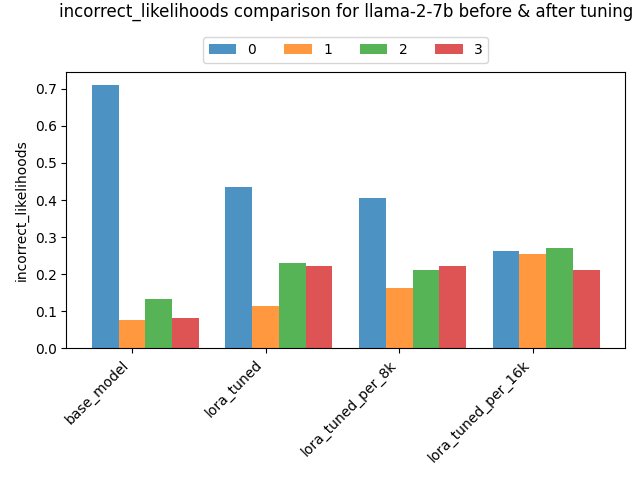 incorrect_likelihoods comparison for llama-2-7b before & after tuning
0 1 2 3
incorrect_likelihoods
0.7
0.6
0.5
0.4
0.3
0.2
0.1
0.0
base_model
lora_tuned
lora_tuned_per_8k
lora_tuned_per_16k